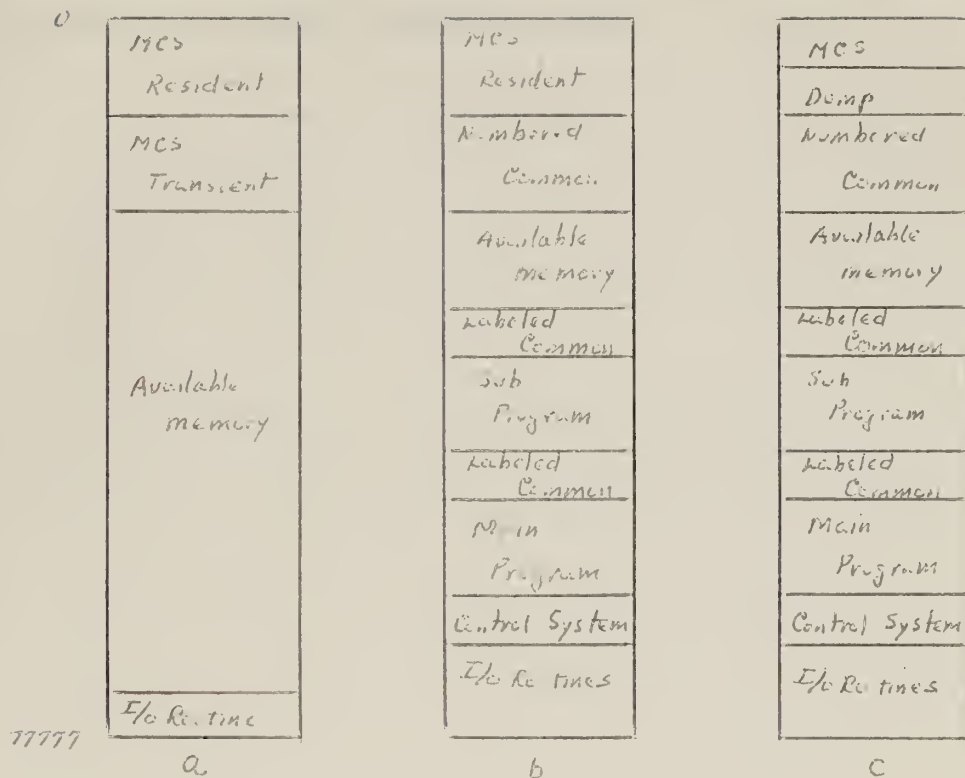 0
MCS
Resident
MCS
Transient
Available
memory
I/O Routine
77777
a
MCS
Resident
Numbered
Common
Available
memory
Labeled
Common
Sub
Program
Labeled
Common
Main
Program
Control System
I/O Routines
b
MCS
Dump
Numbered
Common
Available
memory
Labeled
Common
Sub
Program
Labeled
Common
Main
Program
Control System
I/O Routines
c